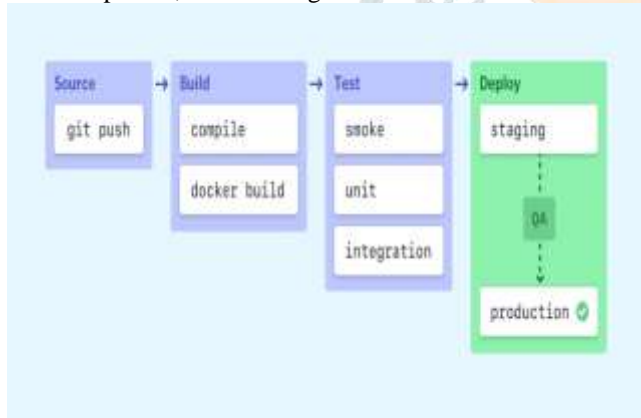 Source
git push
Build
compile
docker build
Test
smoke
unit
integration
Deploy
staging
QA
production